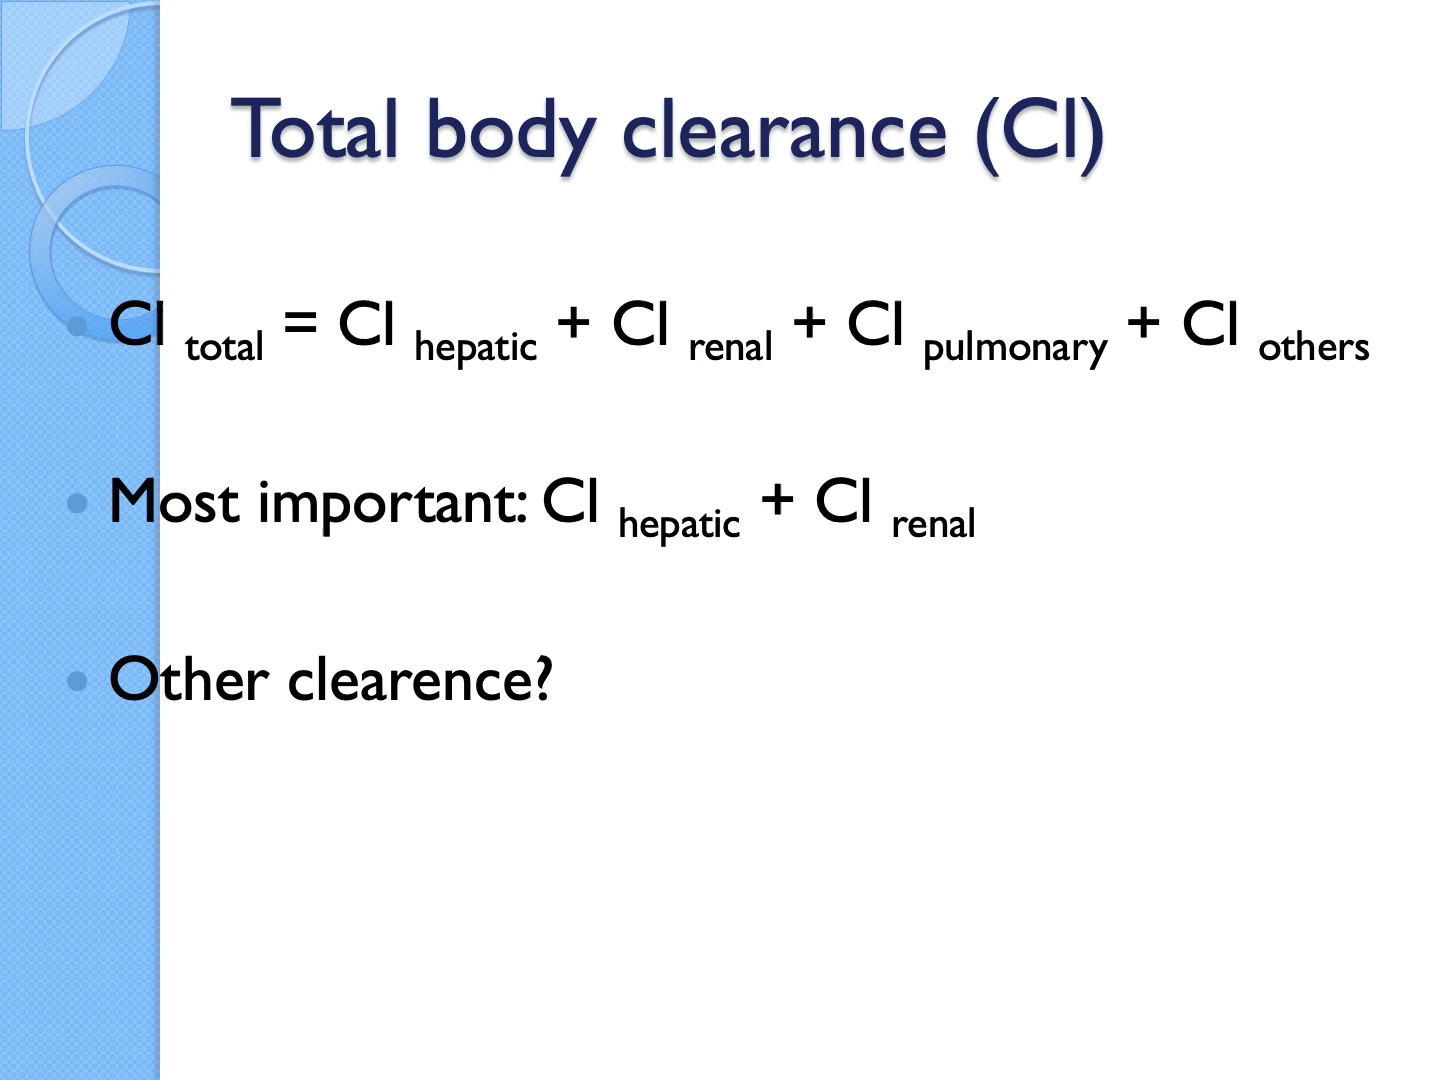 Total body clearance (Cl)
• Cl total = Cl hepatic + Cl renal + Cl pulmonary + Cl others
• Most important: Cl hepatic + Cl renal
• Other clearence?